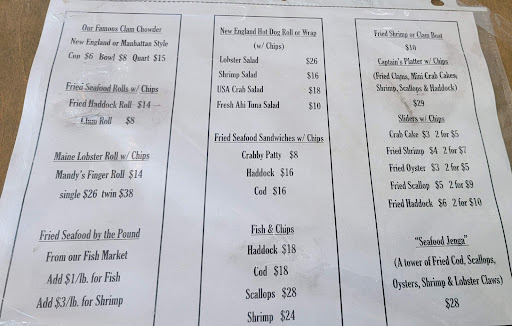 Our Famous Clam Chowder
New England or Manhattan Style
Cup $6 Bowl $8 Quart $15
Fried Seafood Rolls w/ Chips
Fried Haddock Roll $14
Clam Roll $8
Maine Lobster Roll w/ Chips
Mandy's Finger Roll $14
single $26 twin $38
Fried Seafood by the Pound
From our Fish Market
Add $1/lb. for Fish
Add $3/lb. for Shrimp
New England Hot Dog Roll or Wrap
(w/ Chips)
Lobster Salad $26
Shrimp Salad $16
USA Crab Salad $18
Fresh Ahi Tuna Salad $10
Fried Seafood Sandwiches w/ Chips
Crabby Patty $8
Haddock $16
Cod $16
Fish & Chips
Haddock $18
Cod $18
Scallops $28
Shrimp $24
Fried Shrimp or Clam Boat
$10
Captain's Platter w/ Chips
(Fried Clams, Mini Crab Cakes,
Shrimp, Scallops & Haddock)
$29
Sliders w/ Chips
Crab Cake $3 2 for $5
Fried Shrimp $4 2 for $7
Fried Oyster $3 2 for $5
Fried Scallop $5 2 for $9
Fried Haddock $6 2 for $10
"Seafood Jenga"
(A tower of Fried Cod, Scallops,
Oysters, Shrimp & Lobster Claws)
$28